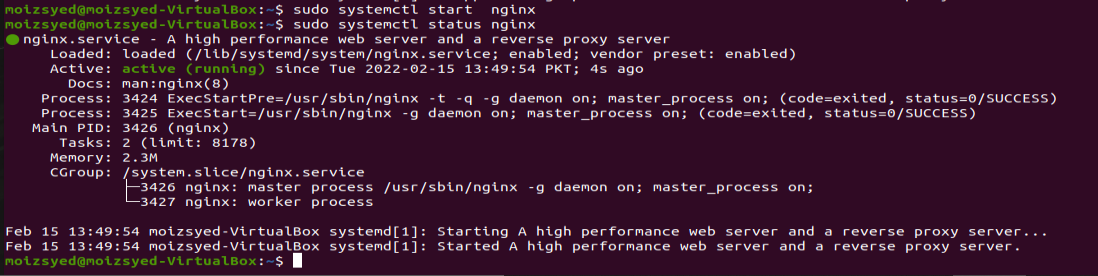 moizsyed@moizsyed-VirtualBox:~$ sudo systemctl start  nginx
moizsyed@moizsyed-VirtualBox:~$ sudo systemctl status nginx
● nginx.service - A high performance web server and a reverse proxy server
     Loaded: loaded (/lib/systemd/system/nginx.service; enabled; vendor preset: enabled)
     Active: active (running) since Tue 2022-02-15 13:49:54 PKT; 4s ago
       Docs: man:nginx(8)
    Process: 3424 ExecStartPre=/usr/sbin/nginx -t -q -g daemon on; master_process on; (code=exited, status=0/SUCCESS)
    Process: 3425 ExecStart=/usr/sbin/nginx -g daemon on; master_process on; (code=exited, status=0/SUCCESS)
   Main PID: 3426 (nginx)
      Tasks: 2 (limit: 8178)
     Memory: 2.3M
     CGroup: /system.slice/nginx.service
             ├─3426 nginx: master process /usr/sbin/nginx -g daemon on; master_process on;
             └─3427 nginx: worker process
Feb 15 13:49:54 moizsyed-VirtualBox systemd[1]: Starting A high performance web server and a reverse proxy server...
Feb 15 13:49:54 moizsyed-VirtualBox systemd[1]: Started A high performance web server and a reverse proxy server.
moizsyed@moizsyed-VirtualBox:~$